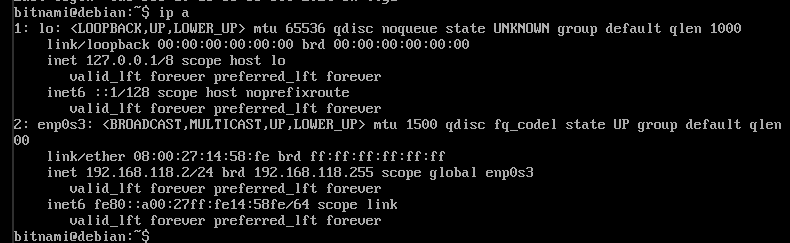 bitnami@debian:~$ ip a
1: lo: <LOOPBACK,UP,LOWER_UP> mtu 65536 qdisc noqueue state UNKNOWN group default qlen 1000
    link/loopback 00:00:00:00:00:00 brd 00:00:00:00:00:00
    inet 127.0.0.1/8 scope host lo
       valid_lft forever preferred_lft forever
    inet6 ::1/128 scope host noprefixroute
       valid_lft forever preferred_lft forever
2: enp0s3: <BROADCAST,MULTICAST,UP,LOWER_UP> mtu 1500 qdisc fq_codel state UP group default qlen
00
    link/ether 08:00:27:14:58:fe brd ff:ff:ff:ff:ff:ff
    inet 192.168.118.2/24 brd 192.168.118.255 scope global enp0s3
       valid_lft forever preferred_lft forever
    inet6 fe80::a00:27ff:fe14:58fe/64 scope link
       valid_lft forever preferred_lft forever
bitnami@debian:~$